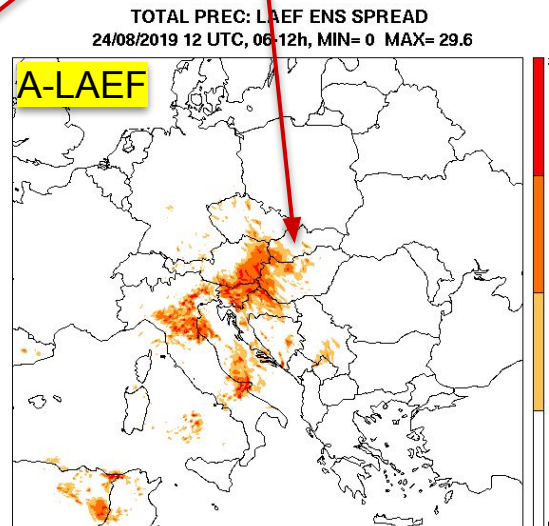 TOTAL PREC: LAEF ENS SPREAD
24/08/2019 12 UTC, 06-12h, MIN= 0 MAX= 29.6
A-LAEF